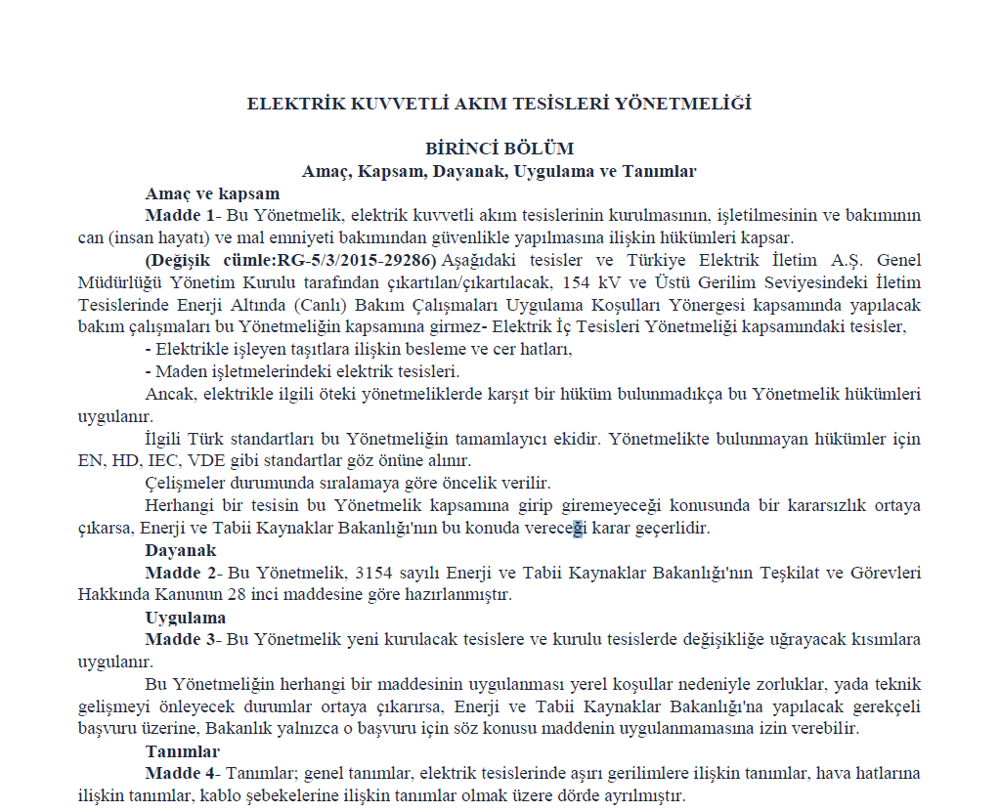 ELEKTRİK KUVVETLİ AKIM TESİSLERİ YÖNETMELİĞİ
BİRİNCİ BÖLÜM
Amaç, Kapsam, Dayanak, Uygulama ve Tanımlar
Amaç ve kapsam
Madde 1- Bu Yönetmelik, elektrik kuvvetli akım tesislerinin kurulmasının, işletilmesinin ve bakımının
can (insan hayatı) ve mal emniyeti bakımından güvenlikle yapılmasına ilişkin hükümleri kapsar.
(Değişik cümle:RG-5/3/2015-29286) Aşağıdaki tesisler ve Türkiye Elektrik İletim A.Ş. Genel
Müdürlüğü Yönetim Kurulu tarafından çıkartılan/çıkartılacak, 154 kV ve Üstü Gerilim Seviyesindeki İletim
Tesislerinde Enerji Altında (Canlı) Bakım Çalışmaları Uygulama Koşulları Yönergesi kapsamında yapılacak
bakım çalışmaları bu Yönetmeliğin kapsamına girmez- Elektrik İç Tesisleri Yönetmeliği kapsamındaki tesisler,
- Elektrikle işleyen taşıtlara ilişkin besleme ve cer hatları,
- Maden işletmelerindeki elektrik tesisleri.
Ancak, elektrikle ilgili öteki yönetmeliklerde karşıt bir hüküm bulunmadıkça bu Yönetmelik hükümleri
uygulanır.
İlgili Türk standartları bu Yönetmeliğin tamamlayıcı ekidir. Yönetmelikte bulunmayan hükümler için
EN, HD, IEC, VDE gibi standartlar göz önüne alınır.
Çelişmeler durumunda sıralamaya göre öncelik verilir.
Herhangi bir tesisin bu Yönetmelik kapsamına girip giremeyeceği konusunda bir kararsızlık ortaya
çıkarsa, Enerji ve Tabii Kaynaklar Bakanlığı'nın bu konuda vereceği karar geçerlidir.
Dayanak
Madde 2- Bu Yönetmelik, 3154 sayılı Enerji ve Tabii Kaynaklar Bakanlığı'nın Teşkilat ve Görevleri
Hakkında Kanunun 28 inci maddesine göre hazırlanmıştır.
Uygulama
Madde 3- Bu Yönetmelik yeni kurulacak tesislere ve kurulu tesislerde değişikliğe uğrayacak kısımlara
uygulanır.
Bu Yönetmeliğin herhangi bir maddesinin uygulanması yerel koşullar nedeniyle zorluklar, yada teknik
gelişmeyi önleyecek durumlar ortaya çıkarırsa, Enerji ve Tabii Kaynaklar Bakanlığı'na yapılacak gerekçeli
başvuru üzerine, Bakanlık yalnızca o başvuru için söz konusu maddenin uygulanmamasına izin verebilir.
Tanımlar
Madde 4- Tanımlar; genel tanımlar, elektrik tesislerinde aşırı gerilimlere ilişkin tanımlar, hava hatlarına
ilişkin tanımlar, kablo şebekelerine ilişkin tanımlar olmak üzere dörde ayrılmıştır.